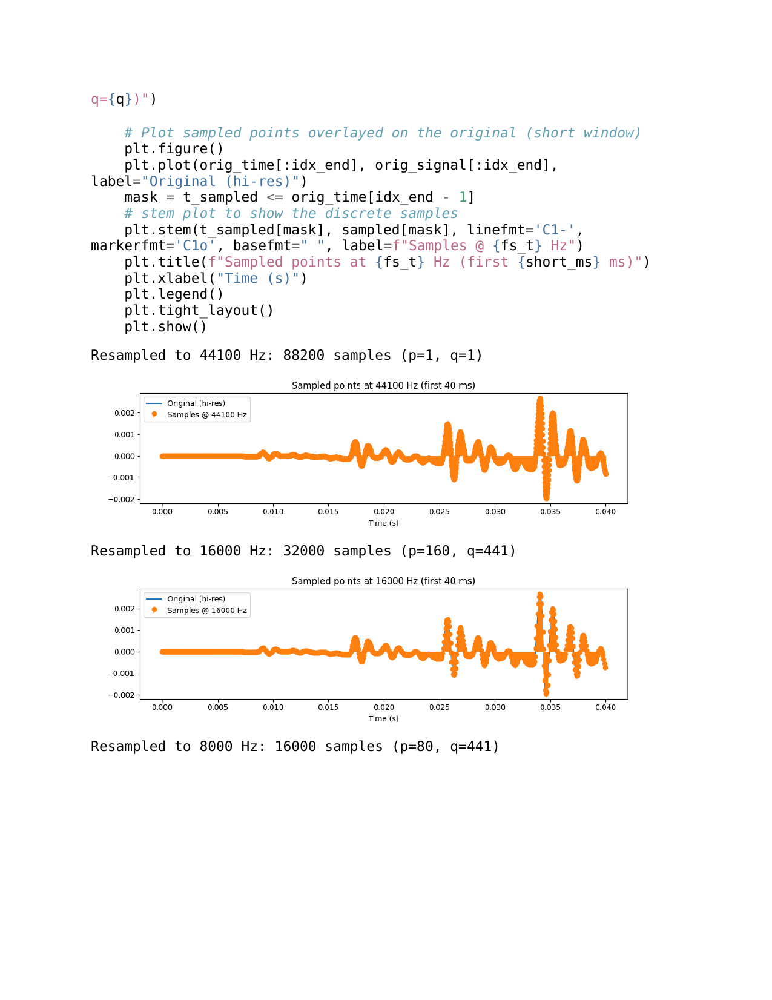 q={q})")
# Plot sampled points overlayed on the original (short window)
plt.figure()
plt.plot(orig_time[:idx_end], orig_signal[:idx_end],
label="Original (hi-res)")
mask = t_sampled <= orig_time[idx_end - 1]
# stem plot to show the discrete samples
plt.stem(t_sampled[mask], sampled[mask], linefmt='C1-',
markerfmt='C1o', basefmt=" ", label=f"Samples @ {fs_t} Hz")
plt.title(f"Sampled points at {fs_t} Hz (first {short_ms} ms)")
plt.xlabel("Time (s)")
plt.legend()
plt.tight_layout()
plt.show()
Resampled to 44100 Hz: 88200 samples (p=1, q=1)
Sampled points at 44100 Hz (first 40 ms)
Original (hi-res)
Samples @ 44100 Hz
0.002
0.001
0.000
−0.001
−0.002
0.000 0.005 0.010 0.015 0.020 0.025 0.030 0.035 0.040
Time (s)
Resampled to 16000 Hz: 32000 samples (p=160, q=441)
Sampled points at 16000 Hz (first 40 ms)
Original (hi-res)
Samples @ 16000 Hz
0.002
0.001
0.000
−0.001
−0.002
0.000 0.005 0.010 0.015 0.020 0.025 0.030 0.035 0.040
Time (s)
Resampled to 8000 Hz: 16000 samples (p=80, q=441)